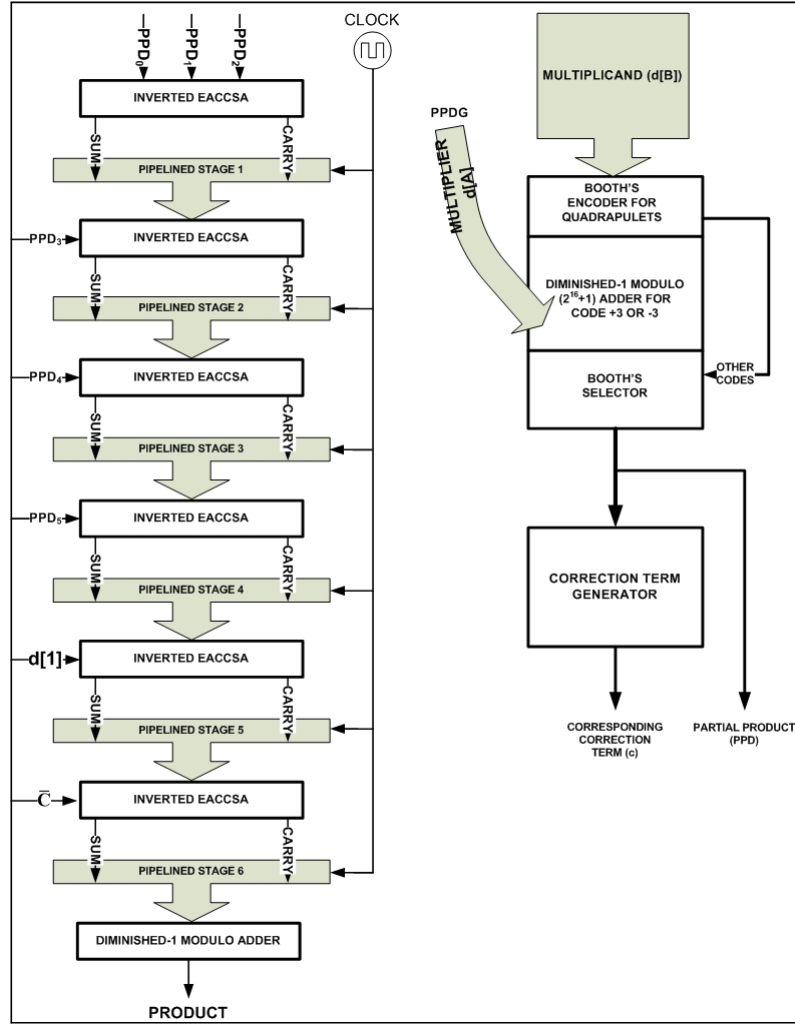 CLOCK
PPD0
PPD1
PPD2
INVERTED EACCSA
SUM
CARRY
PIPELINED STAGE 1
PPD3
INVERTED EACCSA
SUM
CARRY
PIPELINED STAGE 2
PPD4
INVERTED EACCSA
SUM
CARRY
PIPELINED STAGE 3
PPD5
INVERTED EACCSA
SUM
CARRY
PIPELINED STAGE 4
d[1]
INVERTED EACCSA
SUM
CARRY
PIPELINED STAGE 5
C̅
INVERTED EACCSA
SUM
CARRY
PIPELINED STAGE 6
DIMINISHED-1 MODULO ADDER
PRODUCT
MULTIPLICAND (d[B])
PPDG
MULTIPLIER
d[A]
BOOTH'S
ENCODER FOR
QUADRAPULETS
DIMINISHED-1 MODULO
(2^16+1) ADDER FOR
CODE +3 OR -3
BOOTH'S
SELECTOR
OTHER
CODES
CORRECTION TERM
GENERATOR
CORRESPONDING
CORRECTION
TERM (c)
PARTIAL PRODUCT
(PPD)